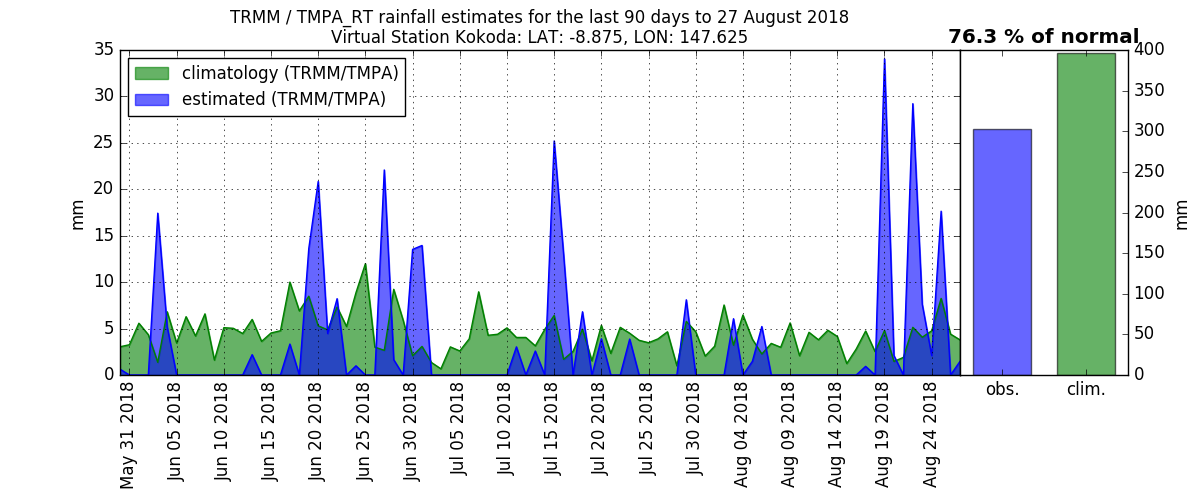 TRMM / TMPA_RT rainfall estimates for the last 90 days to 27 August 2018
Virtual Station Kokoda: LAT: -8.875, LON: 147.625
76.3 % of normal
climatology (TRMM/TMPA)
estimated (TRMM/TMPA)
35
30
25
20
15
10
5
0
mm
May 31 2018
Jun 05 2018
Jun 10 2018
Jun 15 2018
Jun 20 2018
Jun 25 2018
Jun 30 2018
Jul 05 2018
Jul 10 2018
Jul 15 2018
Jul 20 2018
Jul 25 2018
Jul 30 2018
Aug 04 2018
Aug 09 2018
Aug 14 2018
Aug 19 2018
Aug 24 2018
obs.
clim.
400
350
300
250
200
150
100
50
0
mm